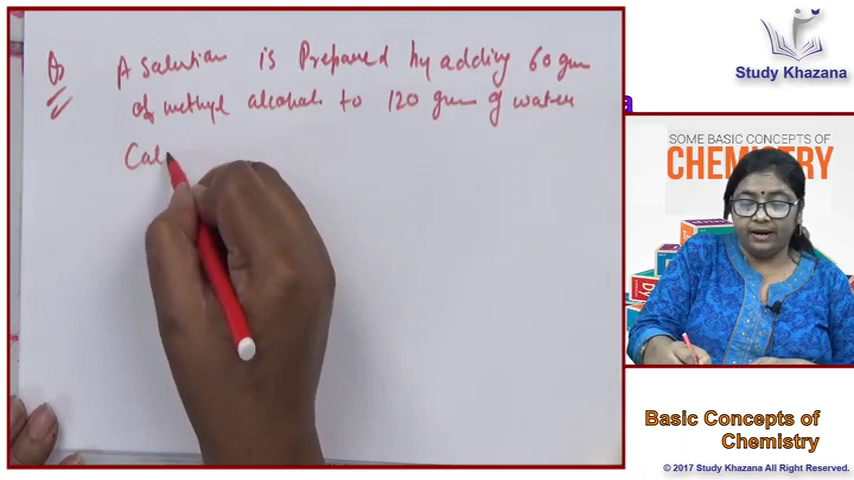 Q
A Solution is Prepared by adding 60 gm
of methyl alcohol to 120 gm of water
Cal
Study Khazana
a
SOME BASIC CONCEPTS OF
CHEMISTRY
Basic Concepts of
Chemistry
© 2017 Study Khazana All Right Reserved.